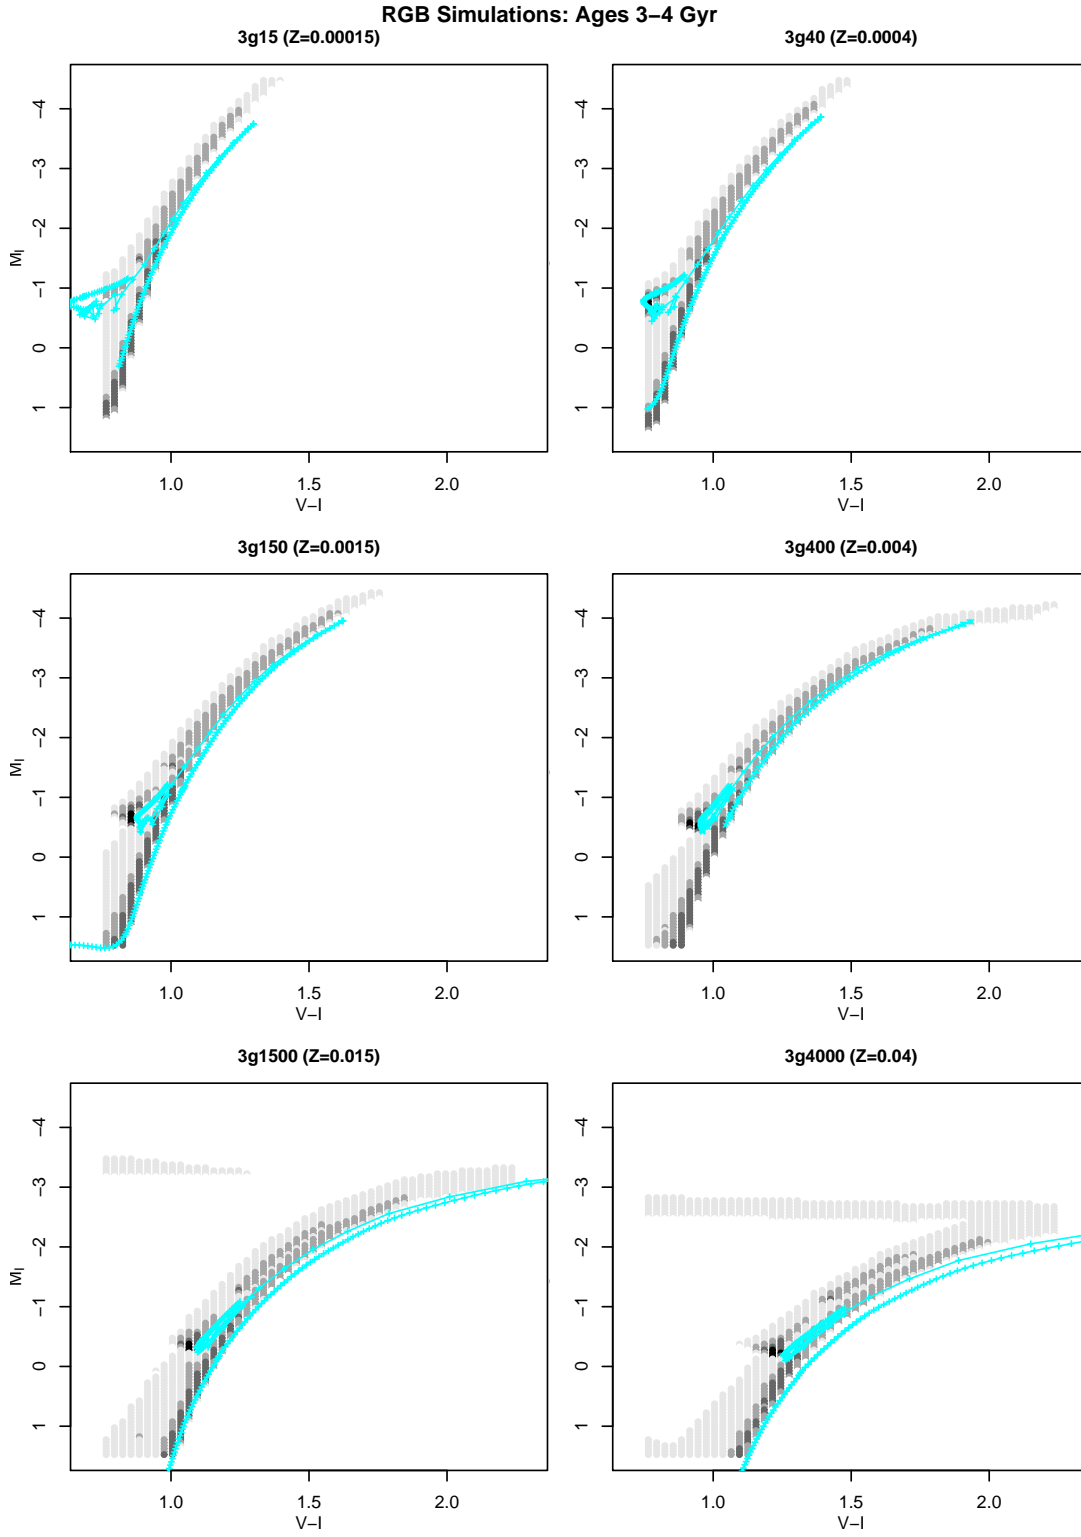 RGB Simulations: Ages 3−4 Gyr
3g15 (Z=0.00015)
−4
−3
−2
−1
0
1
M_I
1.0 1.5 2.0
V−I
3g40 (Z=0.0004)
−4
−3
−2
−1
0
1
1.0 1.5 2.0
V−I
3g150 (Z=0.0015)
−4
−3
−2
−1
0
1
M_I
1.0 1.5 2.0
V−I
3g400 (Z=0.004)
−4
−3
−2
−1
0
1
1.0 1.5 2.0
V−I
3g1500 (Z=0.015)
−4
−3
−2
−1
0
1
M_I
1.0 1.5 2.0
V−I
3g4000 (Z=0.04)
−4
−3
−2
−1
0
1
1.0 1.5 2.0
V−I